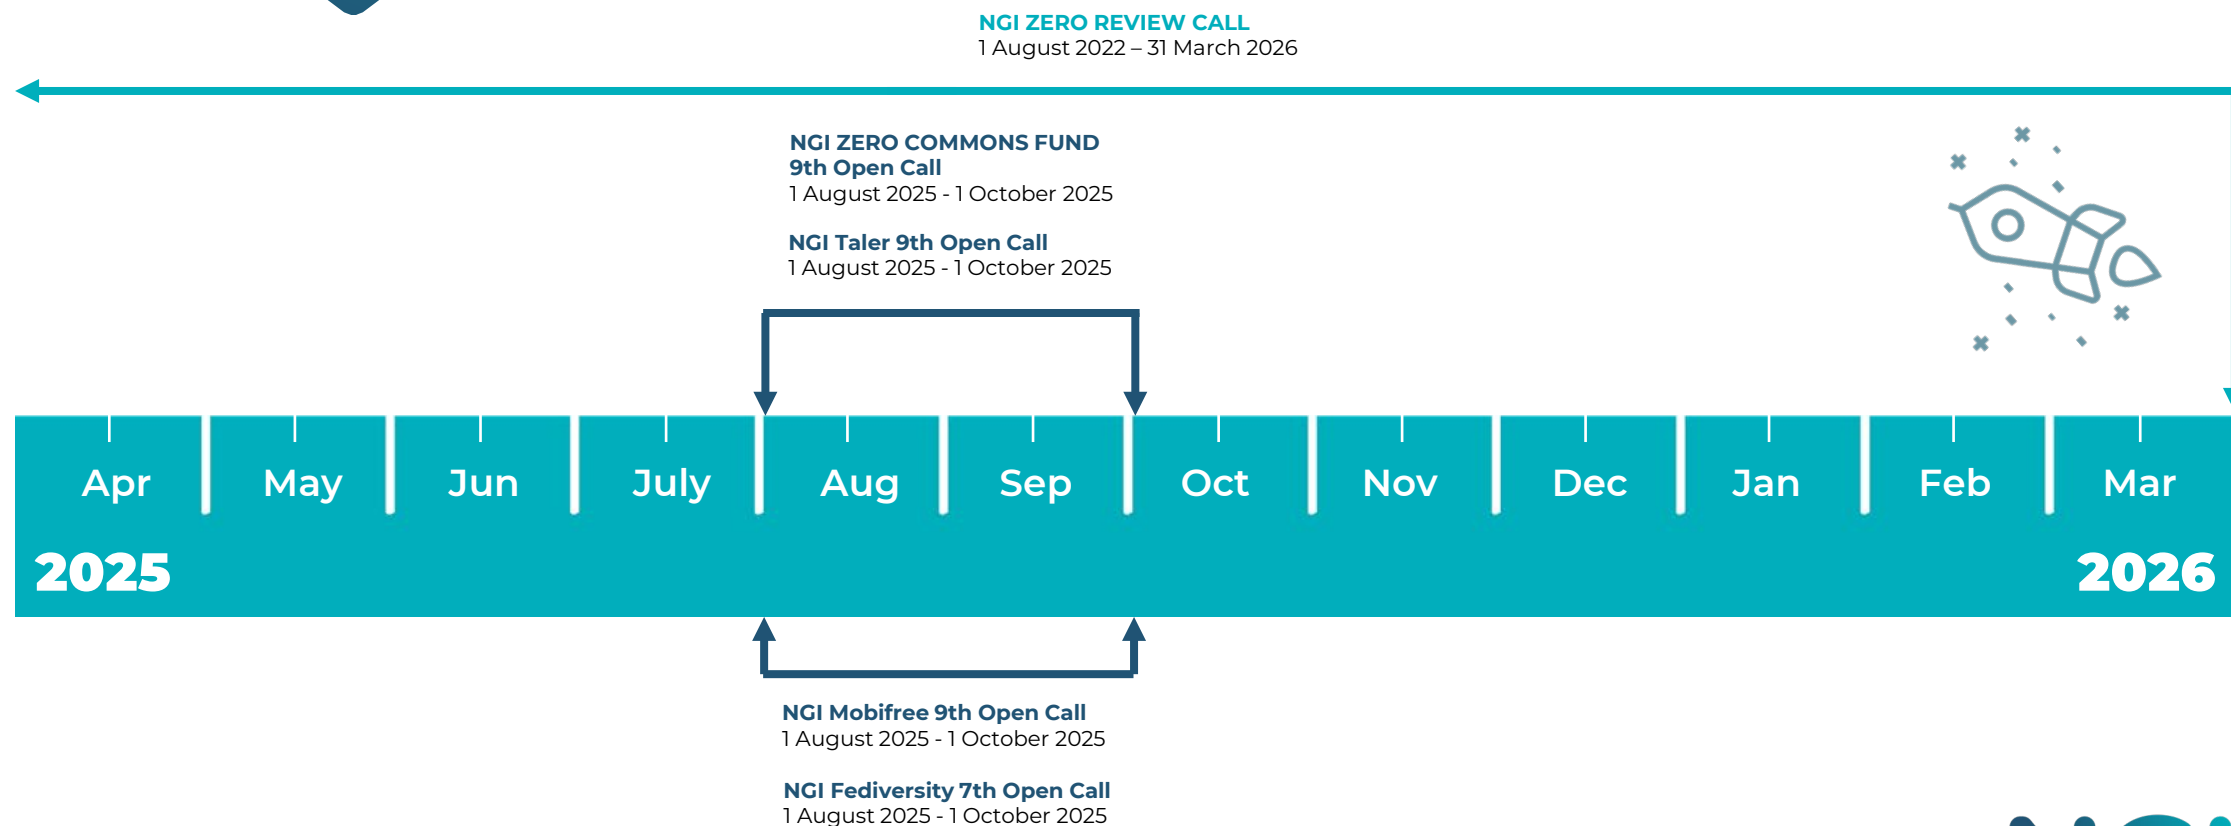 NGI ZERO REVIEW CALL
1 August 2022 – 31 March 2026
NGI ZERO COMMONS FUND
9th Open Call
1 August 2025 - 1 October 2025
NGI Taler 9th Open Call
1 August 2025 - 1 October 2025
Apr May Jun July Aug Sep Oct Nov Dec Jan Feb Mar
2025 2026
NGI Mobifree 9th Open Call
1 August 2025 - 1 October 2025
NGI Fediversity 7th Open Call
1 August 2025 - 1 October 2025